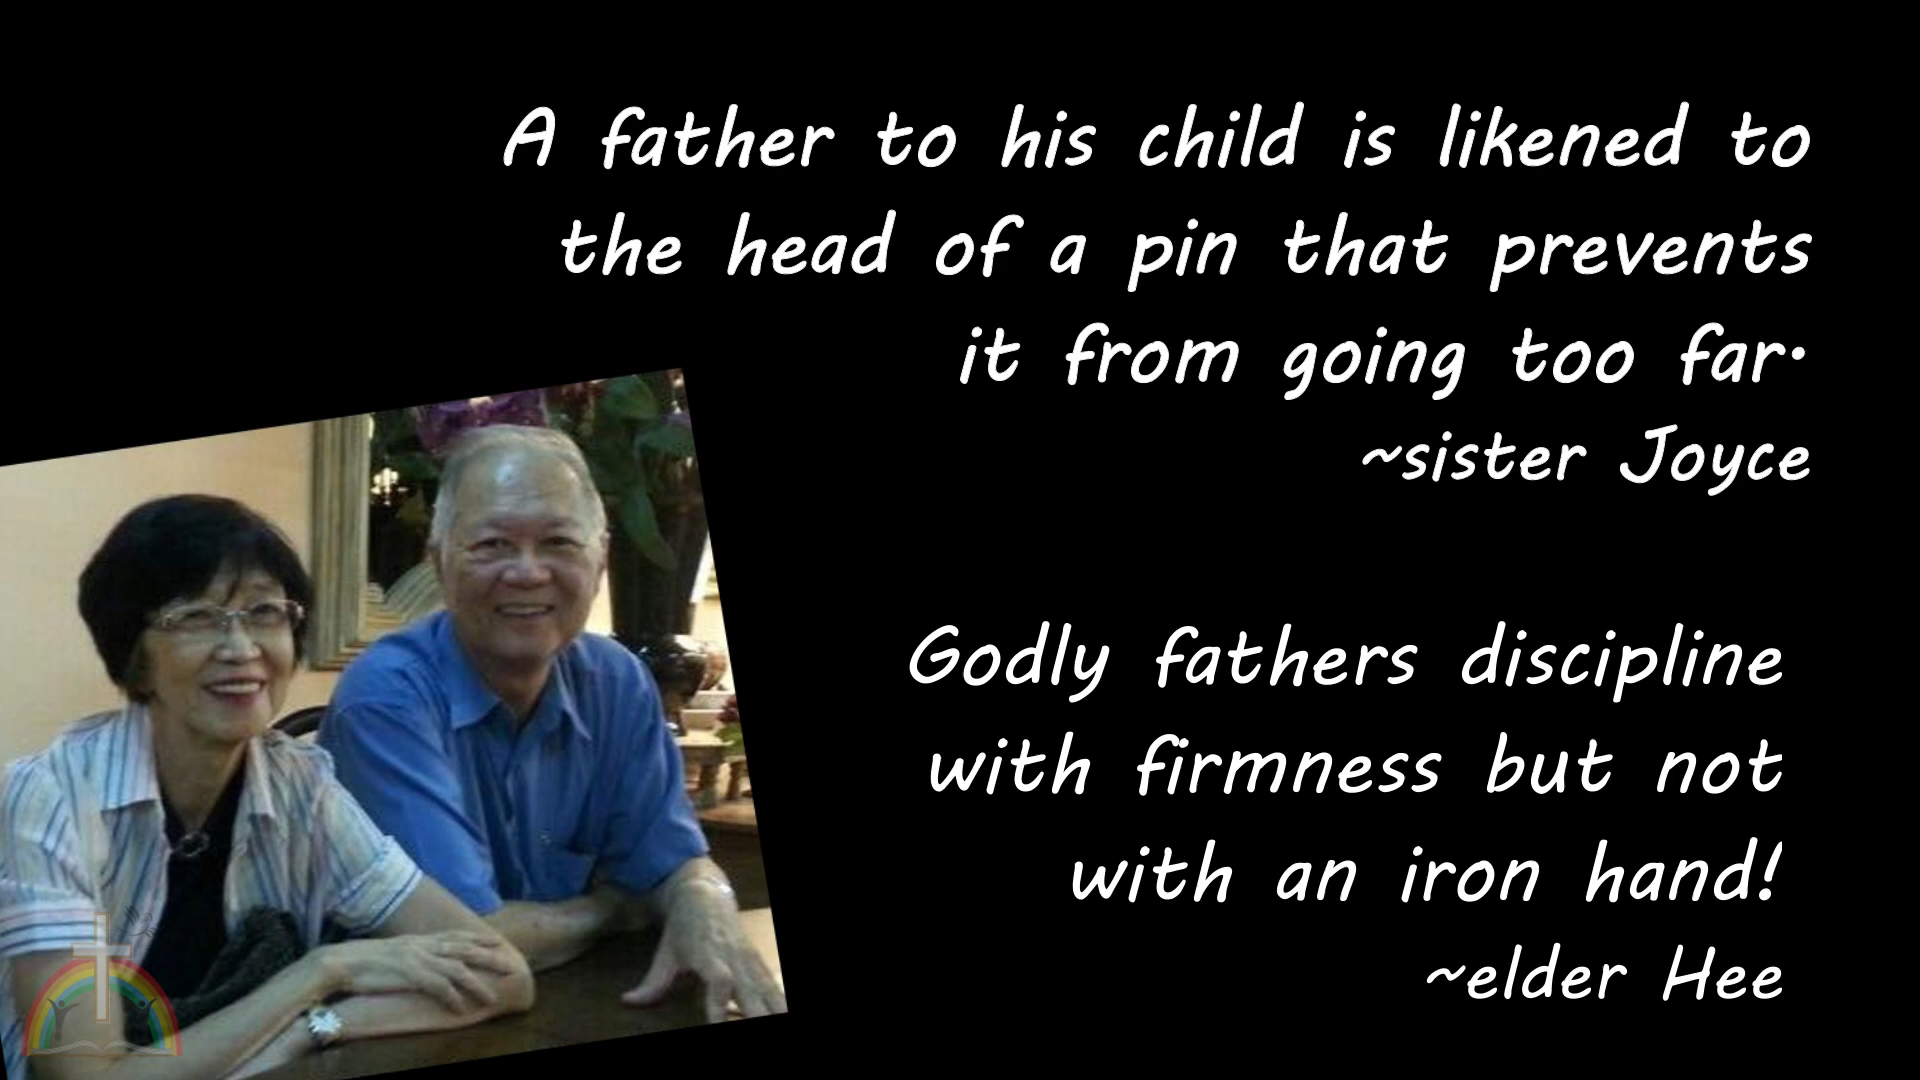 A father to his child is likened to
the head of a pin that prevents
it from going too far.
~sister Joyce
Godly fathers discipline
with firmness but not
with an iron hand!
~elder Hee